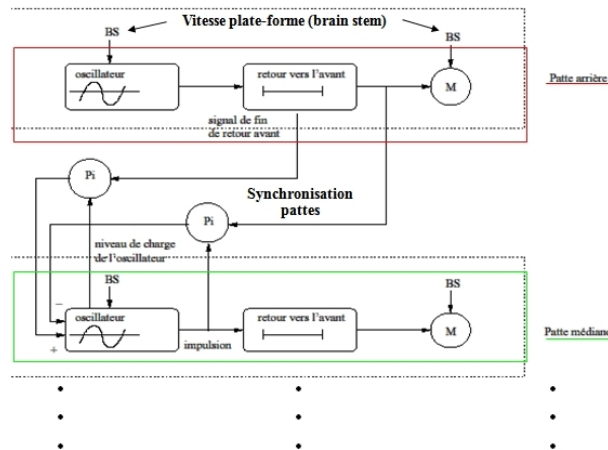 Vitesse plate-forme (brain stem)
BS
BS
oscillateur
retour vers l'avant
M
Patte arrière
signal de fin
de retour avant
Pi
Pi
Synchronisation
pattes
niveau de charge
de l'oscillateur
BS
BS
–
+
oscillateur
impulsion
retour vers l'avant
M
Patte médiane